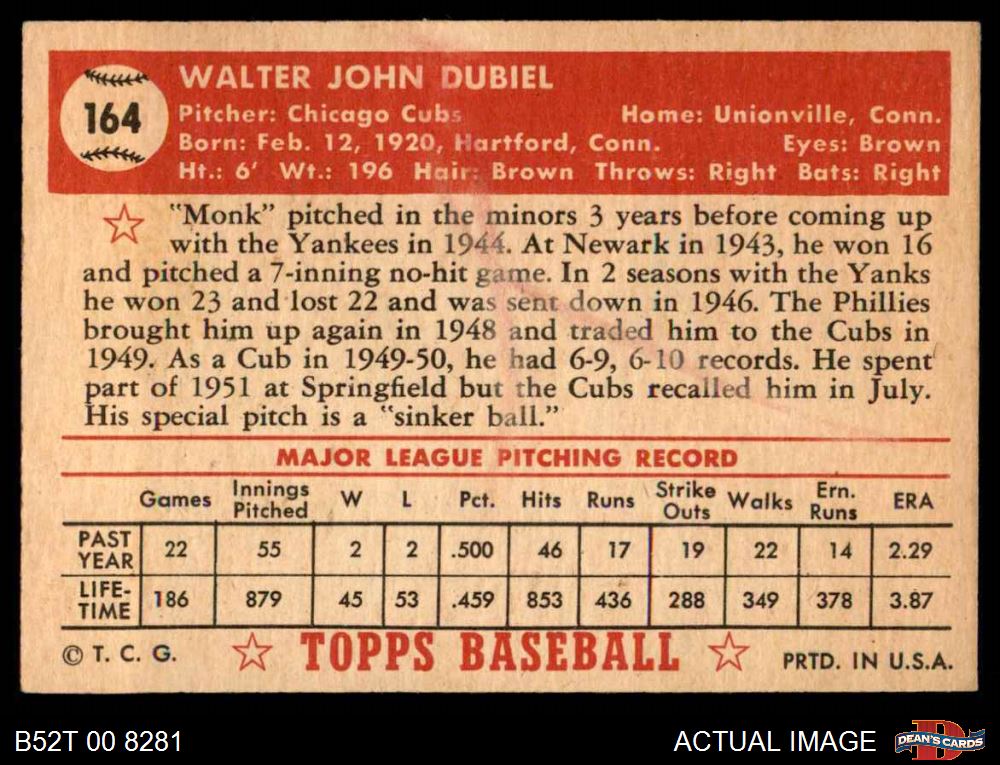 164
WALTER JOHN DUBIEL
Pitcher: Chicago Cubs Home: Unionville, Conn.
Born: Feb. 12, 1920, Hartford, Conn. Eyes: Brown
Ht.: 6' Wt.: 196 Hair: Brown Throws: Right Bats: Right
"Monk" pitched in the minors 3 years before coming up
with the Yankees in 1944. At Newark in 1943, he won 16
and pitched a 7-inning no-hit game. In 2 seasons with the Yanks
he won 23 and lost 22 and was sent down in 1946. The Phillies
brought him up again in 1948 and traded him to the Cubs in
1949. As a Cub in 1949-50, he had 6-9, 6-10 records. He spent
part of 1951 at Springfield but the Cubs recalled him in July.
His special pitch is a "sinker ball."
MAJOR LEAGUE PITCHING RECORD
Games Innings Pitched W L Pct. Hits Runs Strike Outs Walks Ern. Runs ERA
PAST YEAR 22 55 2 2 .500 46 17 19 22 14 2.29
LIFE-TIME 186 879 45 53 .459 853 436 288 349 378 3.87
© T. C. G. TOPPS BASEBALL PRTD. IN U.S.A.
B52T 00 8281 ACTUAL IMAGE DEAN'S CARDS